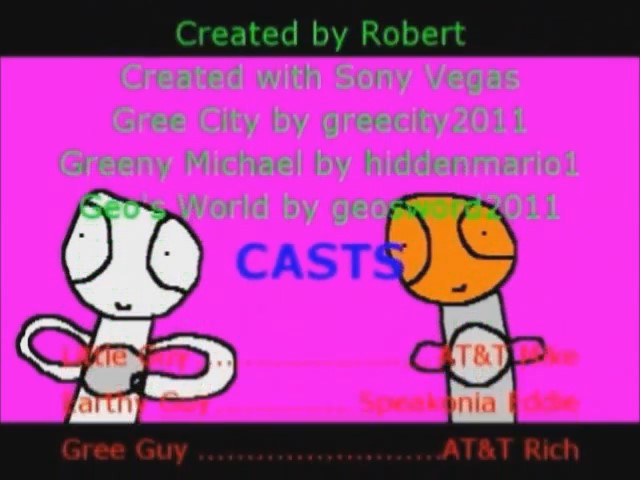 Created by Robert
Created with Sony Vegas
Gree City by greecity2011
Greeny Michael by hiddenmario1
Geo's World by geosword2011
CASTS
Little Guy ........................ AT&T Mike
Earthy Guy ............... Speakonia Eddie
Gree Guy .........................AT&T Rich